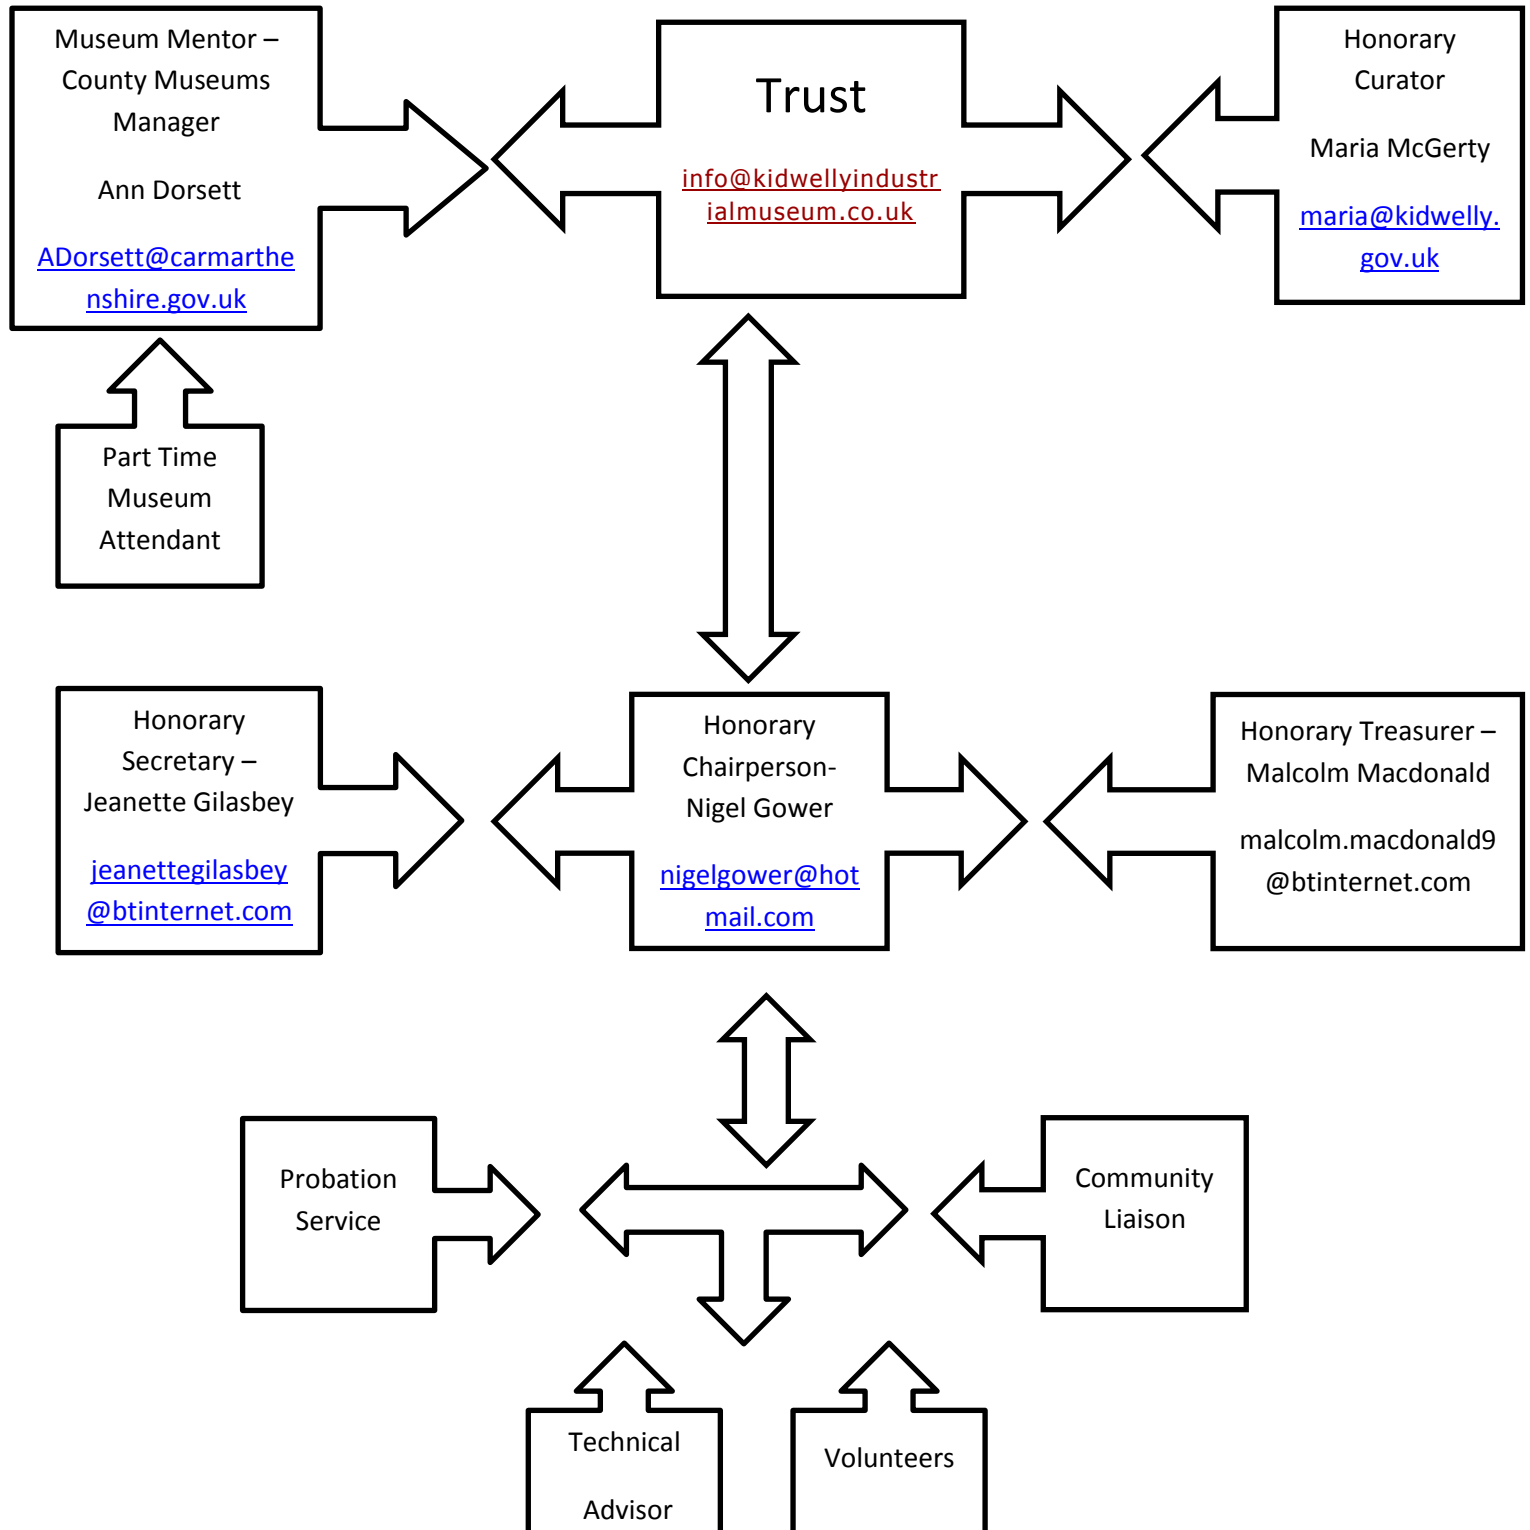 Museum Mentor –
County Museums
Manager
Ann Dorsett
ADorsett@carmarthe
nshire.gov.uk
Trust
info@kidwellyindustr
ialmuseum.co.uk
Honorary
Curator
Maria McGerty
maria@kidwelly.
gov.uk
Part Time
Museum
Attendant
Honorary
Secretary –
Jeanette Gilasbey
jeanettegilasbey
@btinternet.com
Honorary
Chairperson-
Nigel Gower
nigelgower@hot
mail.com
Honorary Treasurer –
Malcolm Macdonald
malcolm.macdonald9
@btinternet.com
Probation
Service
Community
Liaison
Technical
Advisor
Volunteers